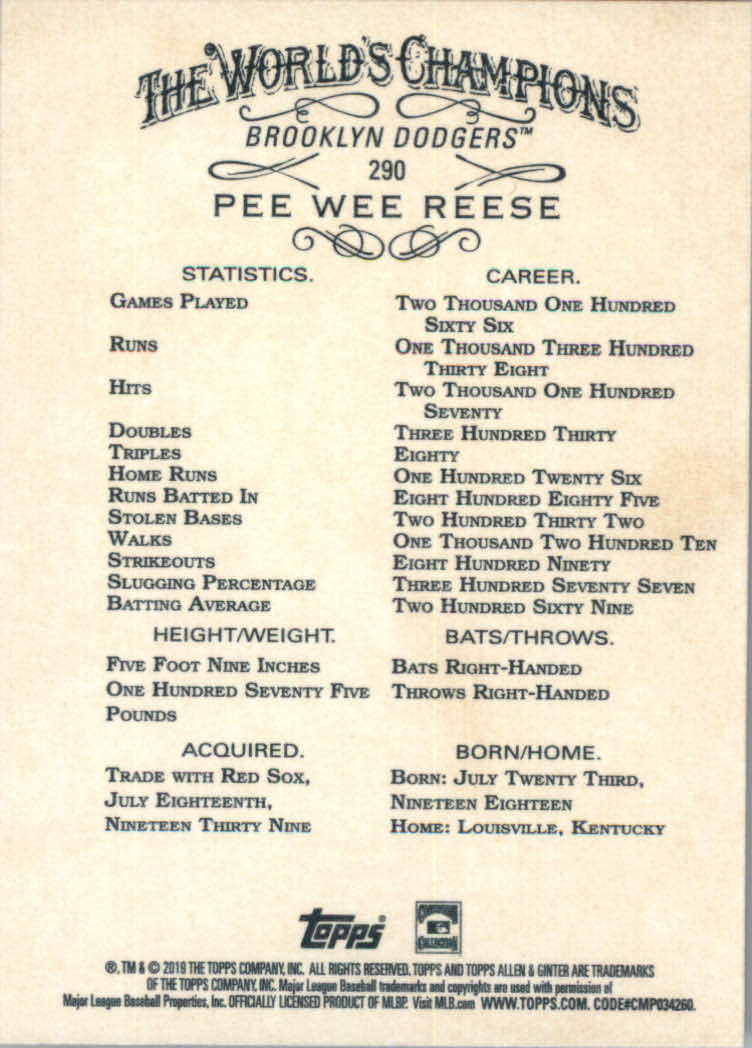 THE WORLD'S CHAMPIONS
BROOKLYN DODGERS™
290
PEE WEE REESE
STATISTICS. CAREER.
GAMES PLAYED TWO THOUSAND ONE HUNDRED
SIXTY SIX
RUNS ONE THOUSAND THREE HUNDRED
THIRTY EIGHT
HITS TWO THOUSAND ONE HUNDRED
SEVENTY
DOUBLES THREE HUNDRED THIRTY
TRIPLES EIGHTY
HOME RUNS ONE HUNDRED TWENTY SIX
RUNS BATTED IN EIGHT HUNDRED EIGHTY FIVE
STOLEN BASES TWO HUNDRED THIRTY TWO
WALKS ONE THOUSAND TWO HUNDRED TEN
STRIKEOUTS EIGHT HUNDRED NINETY
SLUGGING PERCENTAGE THREE HUNDRED SEVENTY SEVEN
BATTING AVERAGE TWO HUNDRED SIXTY NINE
HEIGHT/WEIGHT.
FIVE FOOT NINE INCHES
ONE HUNDRED SEVENTY FIVE
POUNDS
BATS/THROWS.
BATS RIGHT-HANDED
THROWS RIGHT-HANDED
ACQUIRED.
TRADE WITH RED SOX,
JULY EIGHTEENTH,
NINETEEN THIRTY NINE
BORN/HOME.
BORN: JULY TWENTY THIRD,
NINETEEN EIGHTEEN
HOME: LOUISVILLE, KENTUCKY
Topps®
COOPERSTOWN
COLLECTION
®, TM & © 2019 THE TOPPS COMPANY, INC. ALL RIGHTS RESERVED. TOPPS AND TOPPS ALLEN & GINTER ARE TRADEMARKS
OF THE TOPPS COMPANY, INC. Major League Baseball trademarks and copyrights are used with permission of
Major League Baseball Properties, Inc. OFFICIALLY LICENSED PRODUCT OF MLBP. Visit MLB.com WWW.TOPPS.COM. CODE#CMP034260.